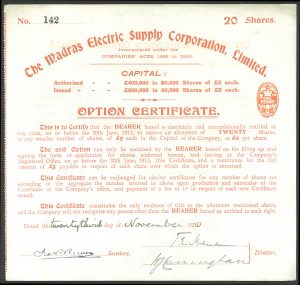 No. 142 20 Shares.
The Madras Electric Supply Corporation, Limited.
Incorporated under the
COMPANIES' ACTS, 1862 to 1900.
CAPITAL:
Authorised - - £400,000 in 80,000 Shares of £5 each.
Issued - - £300,000 in 60,000 Shares of £5 each.
OPTION CERTIFICATE.
This is to Certify that the BEARER hereof is absolutely and unconditionally entitled at
any time, on or before the 30th June, 1913, to receive an allotment of TWENTY Shares,
or any smaller number of shares, of £5 each in the Capital of the Company, at £5 per share.
The said Option can only be exercised by the BEARER hereof on his filling up and
signing the form of application for shares endorsed hereon, and leaving at the Company's
Registered Office, on or before the 30th June, 1913, this Certificate, and a remittance for the full
amount of £5 due in respect of each share for which this option is exercised.
This Certificate can be exchanged for similar certificates for any number of shares not
exceeding in the aggregate the number referred to above upon production and surrender of the
Certificate at the Company's office, and payment of a fee of 1/- in respect of each new Certificate
issued.
This Certificate constitutes the only evidence of the allotment mentioned above, and
the Company will not recognise any person other than the BEARER hereof as entitled to such right.
Dated this twenty third day of November 1910
Secretary. Directors.